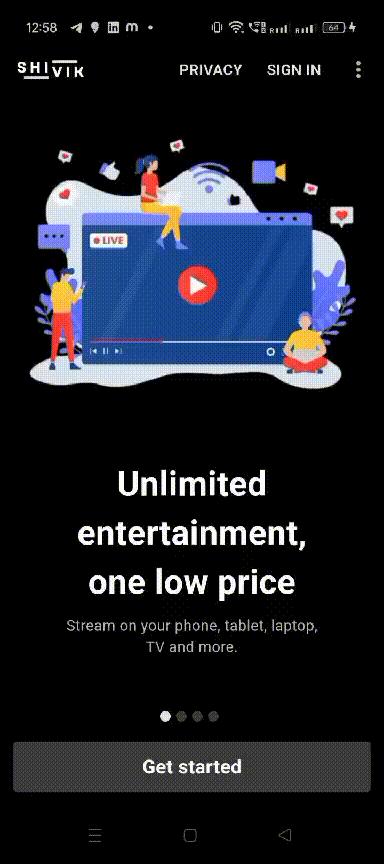 12:58
64
SHIVIK
PRIVACY
SIGN IN
LIVE
Unlimited
entertainment,
one low price
Stream on your phone, tablet, laptop,
TV and more.
Get started